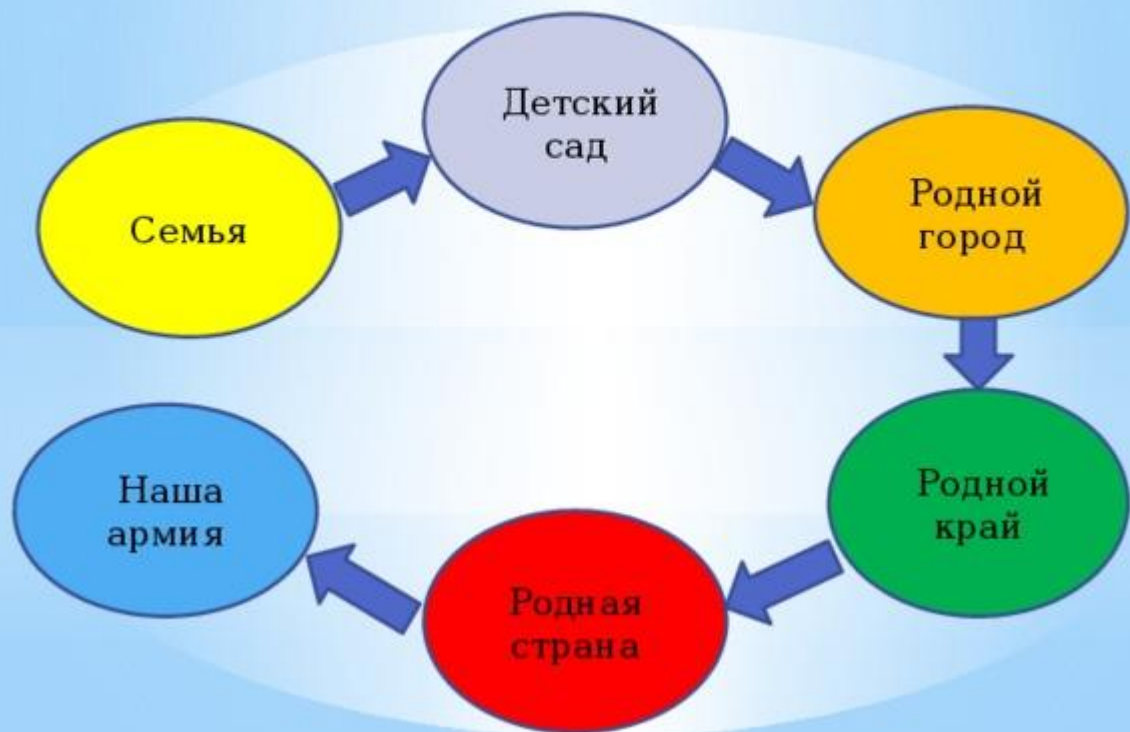 Семья
Детский
сад
Родной
город
Родной
край
Родная
страна
Наша
армия